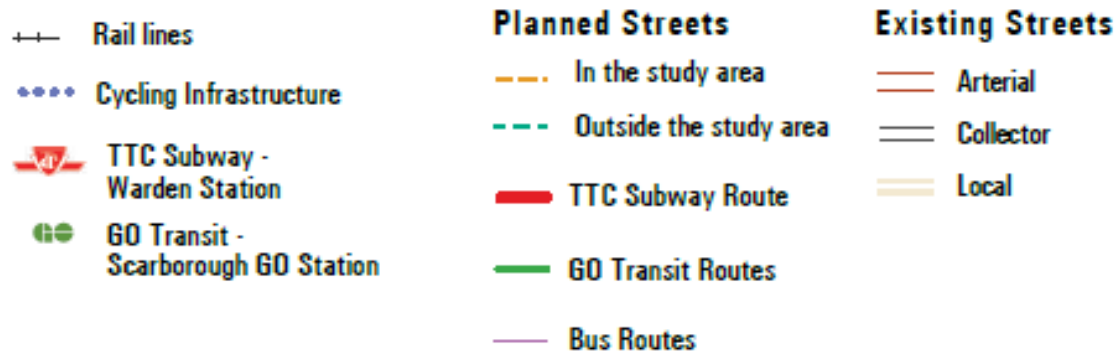 Rail lines
Cycling Infrastructure
TTC Subway -
Warden Station
GO Transit -
Scarborough GO Station
Planned Streets
In the study area
Outside the study area
TTC Subway Route
GO Transit Routes
Bus Routes
Existing Streets
Arterial
Collector
Local